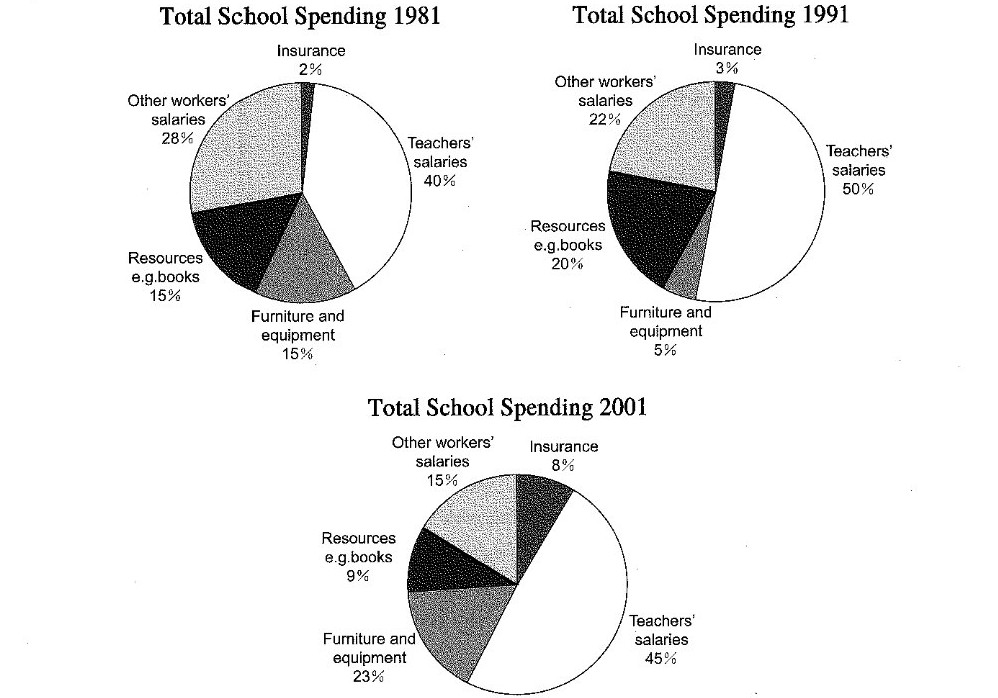 Total School Spending 1981
Insurance
2%
Other workers'
salaries
28%
Teachers'
salaries
40%
Resources
e.g.books
15%
Furniture and
equipment
15%
Total School Spending 1991
Insurance
3%
Other workers'
salaries
22%
Teachers'
salaries
50%
Resources
e.g.books
20%
Furniture and
equipment
5%
Total School Spending 2001
Other workers'
salaries
15%
Insurance
8%
Resources
e.g.books
9%
Teachers'
salaries
45%
Furniture and
equipment
23%